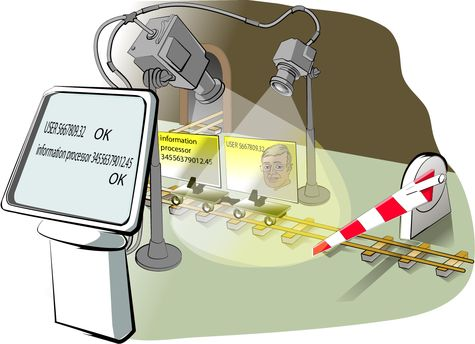 USER 5667809.32 OK
information processor 34556379012.45
OK
information
processor
34556379012.45
USER 5667809.32